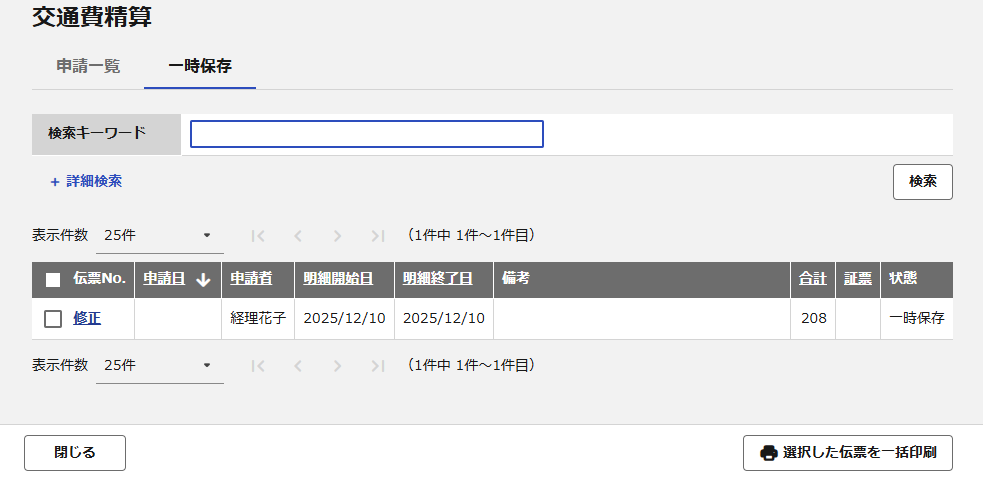 交通費精算
申請一覧 一時保存
検索キーワード
+ 詳細検索 検索
表示件数 25件 (1件中 1件～1件目)
伝票No. 申請日 申請者 明細開始日 明細終了日 備考 合計 証票 状態
修正 経理花子 2025/12/10 2025/12/10 208 一時保存
表示件数 25件 (1件中 1件～1件目)
閉じる 選択した伝票を一括印刷